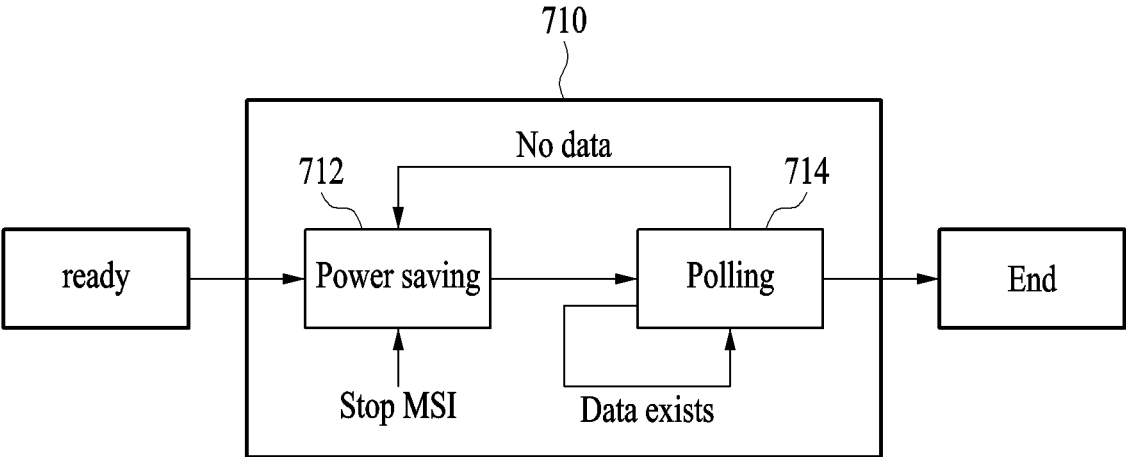 710
No data
712
714
ready
Power saving
Polling
End
Stop MSI
Data exists